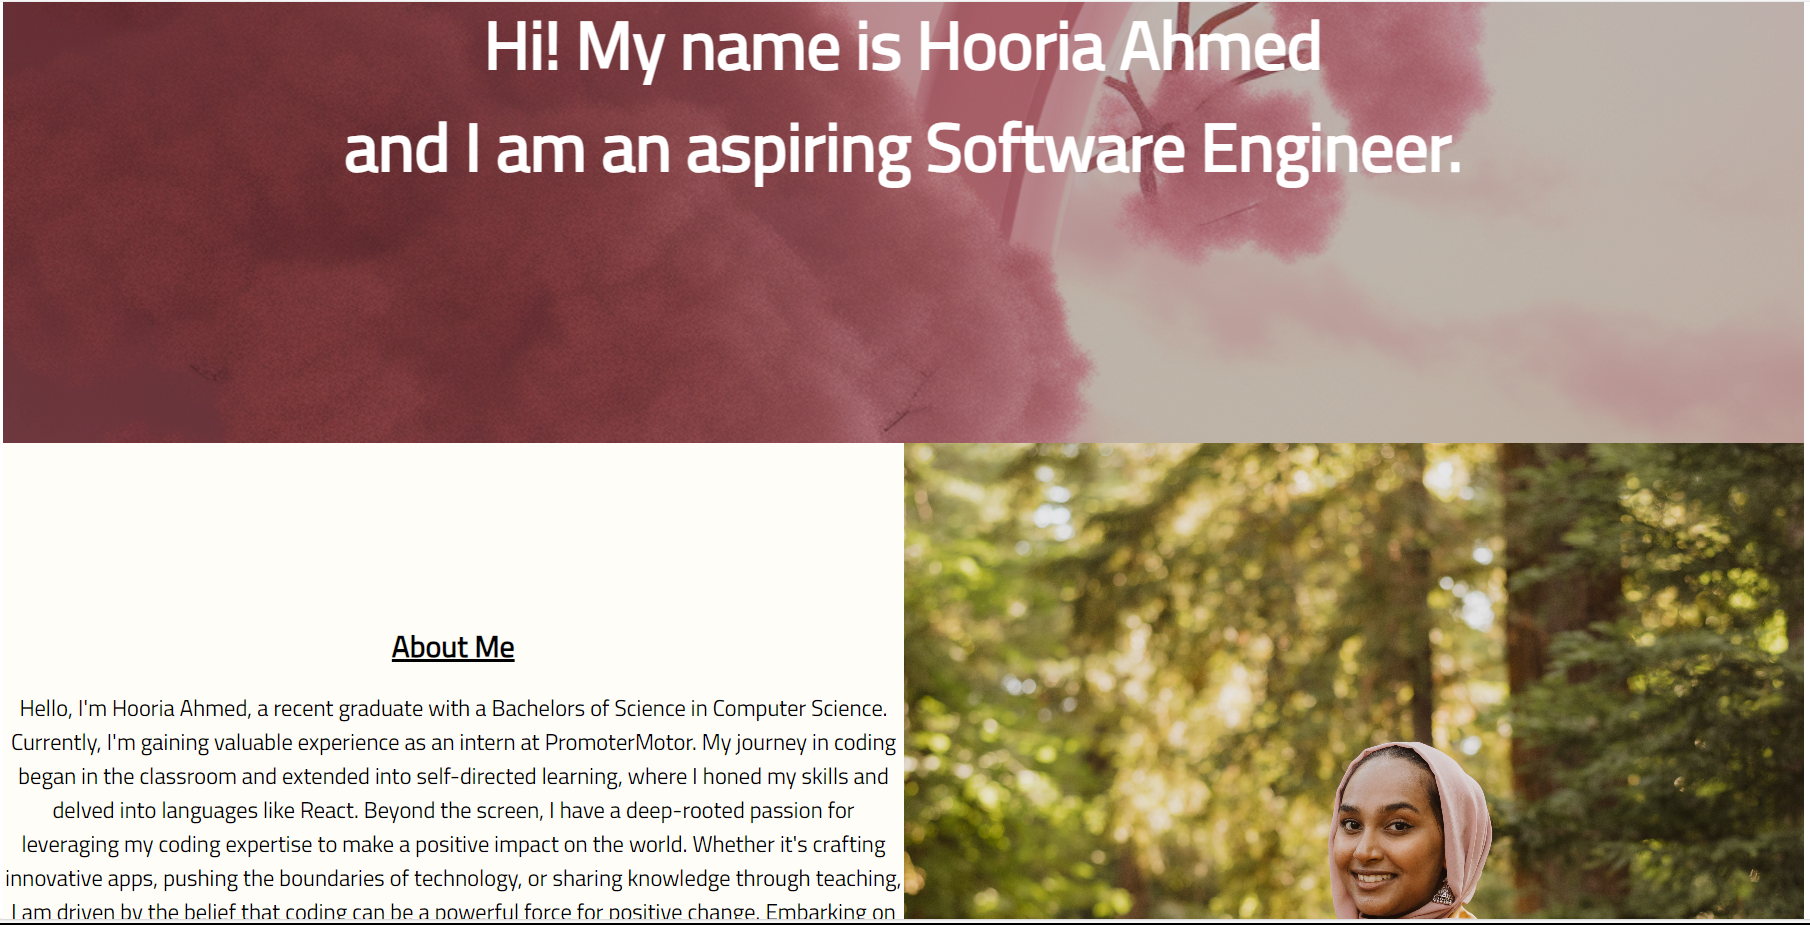 Hi! My name is Hooria Ahmed
and I am an aspiring Software Engineer.
About Me
Hello, I'm Hooria Ahmed, a recent graduate with a Bachelors of Science in Computer Science.
Currently, I'm gaining valuable experience as an intern at PromoterMotor. My journey in coding
began in the classroom and extended into self-directed learning, where I honed my skills and
delved into languages like React. Beyond the screen, I have a deep-rooted passion for
leveraging my coding expertise to make a positive impact on the world. Whether it's crafting
innovative apps, pushing the boundaries of technology, or sharing knowledge through teaching,
I am driven by the belief that coding can be a powerful force for positive change. Embarking on